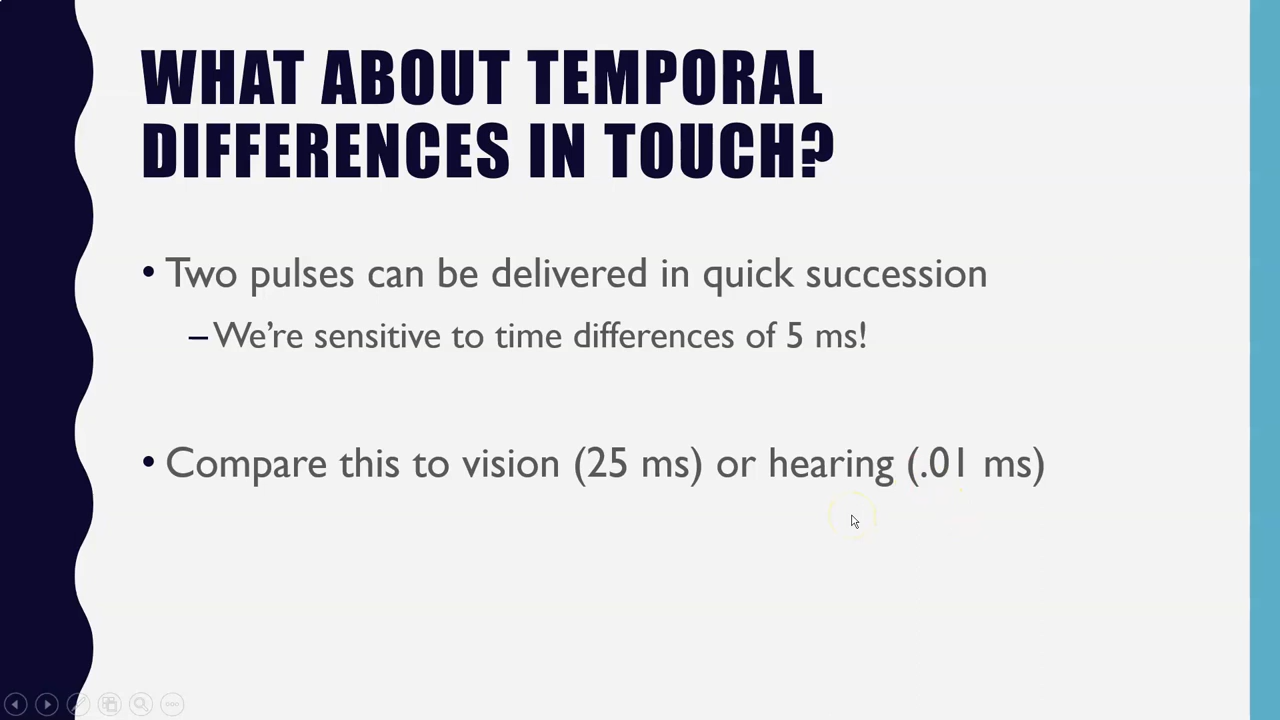 WHAT ABOUT TEMPORAL
DIFFERENCES IN TOUCH?
• Two pulses can be delivered in quick succession
– We’re sensitive to time differences of 5 ms!
• Compare this to vision (25 ms) or hearing (.01 ms)